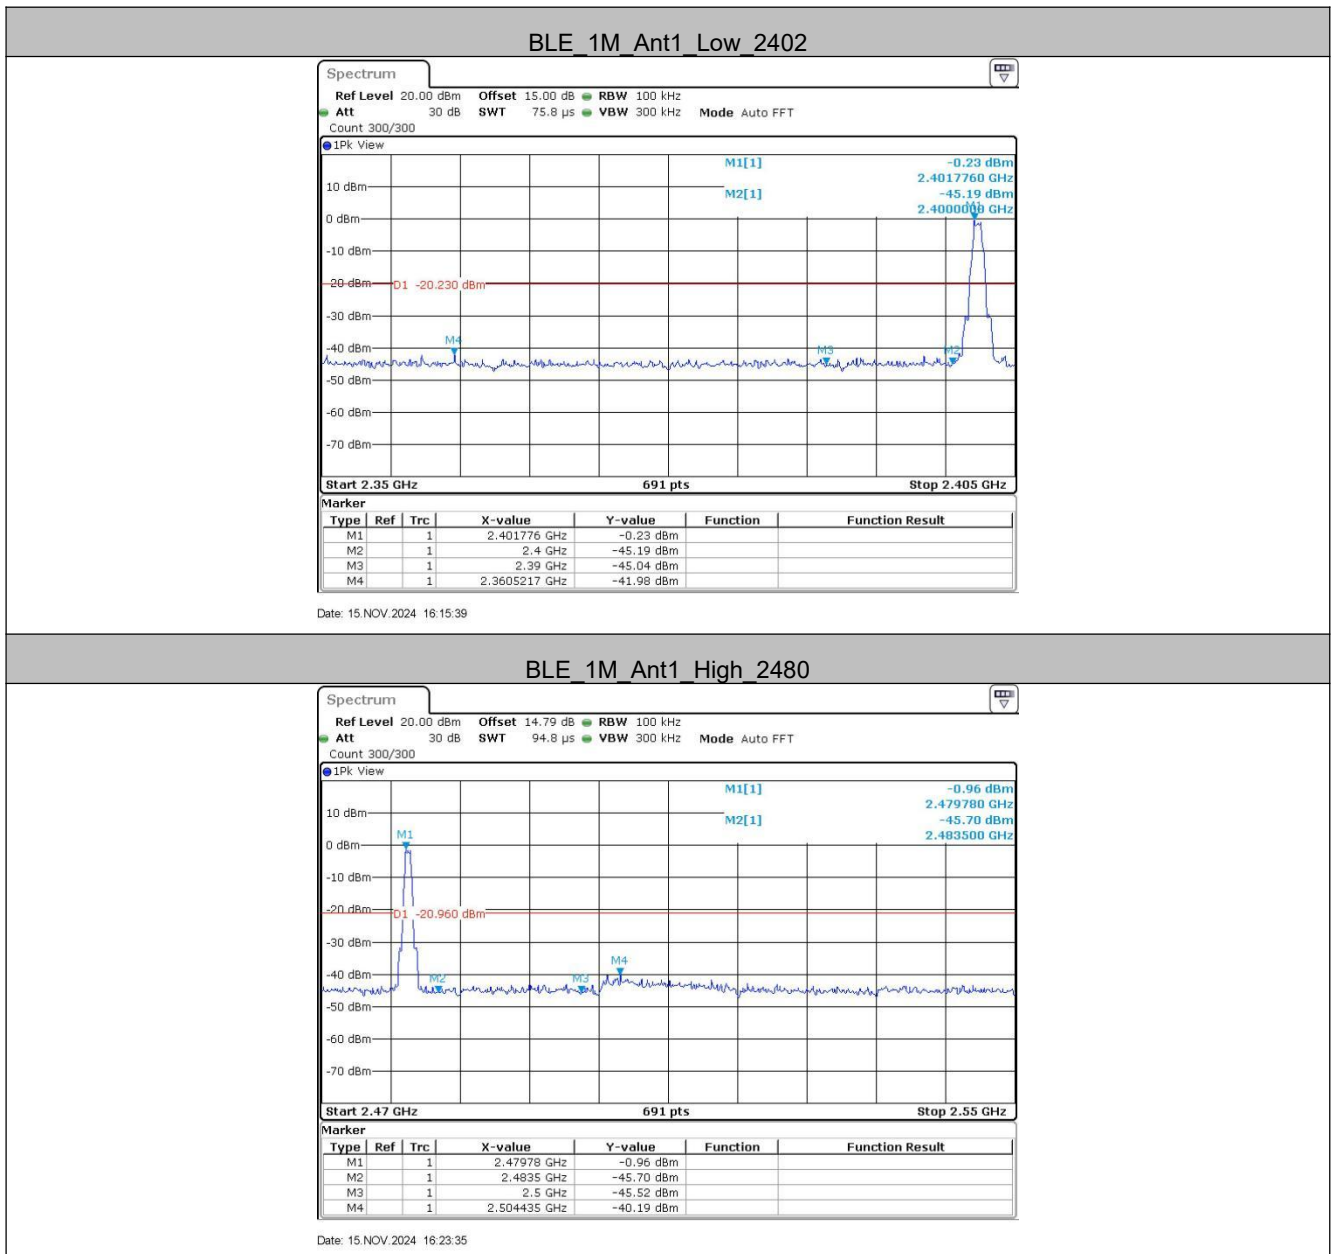 BLE_1M_Ant1_Low_2402
Spectrum
Ref Level 20.00 dBm Offset 15.00 dB RBW 100 kHz
Att 30 dB SWT 75.8 µs VBW 300 kHz Mode Auto FFT
Count 300/300
1Pk View
M1[1] -0.23 dBm
2.4017760 GHz
M2[1] -45.19 dBm
2.4000000 GHz
M1
10 dBm
0 dBm
-10 dBm
-20 dBm
D1 -20.230 dBm
-30 dBm
M4
-40 dBm
M3
M2
-50 dBm
-60 dBm
-70 dBm
Start 2.35 GHz 691 pts Stop 2.405 GHz
Marker
Type Ref Trc X-value Y-value Function Function Result
M1 1 2.401776 GHz -0.23 dBm
M2 1 2.4 GHz -45.19 dBm
M3 1 2.39 GHz -45.04 dBm
M4 1 2.3605217 GHz -41.98 dBm
Date: 15.NOV.2024 16:15:39
BLE_1M_Ant1_High_2480
Spectrum
Ref Level 20.00 dBm Offset 14.79 dB RBW 100 kHz
Att 30 dB SWT 94.8 µs VBW 300 kHz Mode Auto FFT
Count 300/300
1Pk View
M1[1] -0.96 dBm
2.479780 GHz
M2[1] -45.70 dBm
2.483500 GHz
10 dBm
M1
0 dBm
-10 dBm
-20 dBm
D1 -20.960 dBm
-30 dBm
M4
-40 dBm
M2
M3
-50 dBm
-60 dBm
-70 dBm
Start 2.47 GHz 691 pts Stop 2.55 GHz
Marker
Type Ref Trc X-value Y-value Function Function Result
M1 1 2.47978 GHz -0.96 dBm
M2 1 2.4835 GHz -45.70 dBm
M3 1 2.5 GHz -45.52 dBm
M4 1 2.504435 GHz -40.19 dBm
Date: 15.NOV.2024 16:23:35